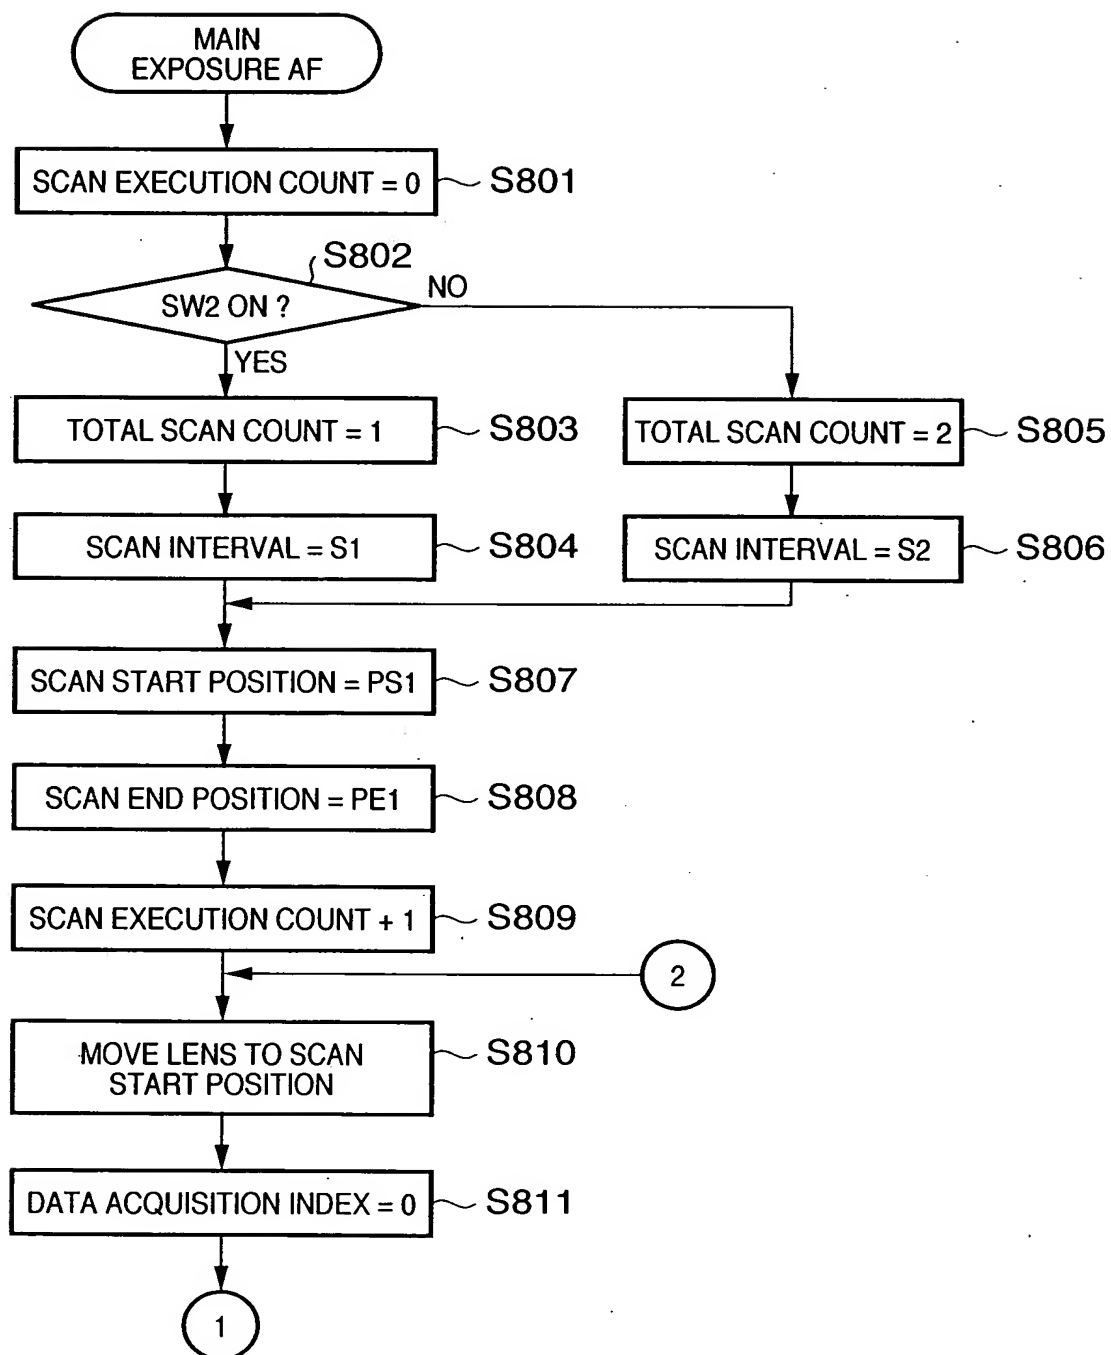 MAIN
EXPOSURE AF
SCAN EXECUTION COUNT = 0
S801
S802
SW2 ON ?
NO
YES
TOTAL SCAN COUNT = 1
S803
TOTAL SCAN COUNT = 2
S805
SCAN INTERVAL = S1
S804
SCAN INTERVAL = S2
S806
SCAN START POSITION = PS1
S807
SCAN END POSITION = PE1
S808
SCAN EXECUTION COUNT + 1
S809
2
MOVE LENS TO SCAN
START POSITION
S810
DATA ACQUISITION INDEX = 0
S811
1